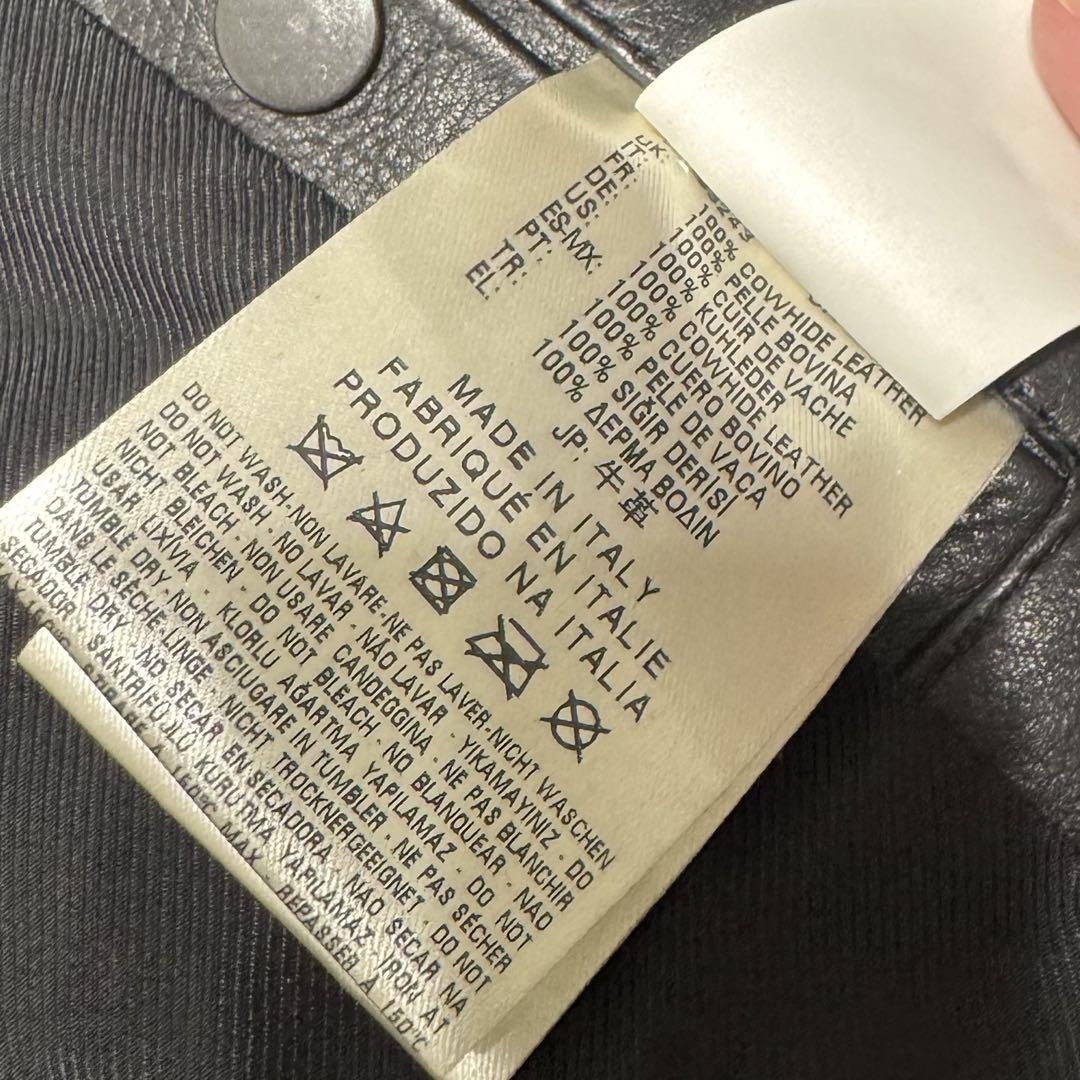 UK:
IT:
FR:
DE:
US:
ES-MX:
PT:
TR:
EL:
100% COWHIDE LEATHER
100% PELLE BOVINA
100% CUIR DE VACHE
100% KUHLEDER
100% COWHIDE LEATHER
100% CUERO BOVINO
100% PELE DE VACA
100% SIĞIR DERISI
100% ΔΕΡΜΑ ΒΟΔΙΝ
JP: 牛革
MADE IN ITALY
FABRIQUÉ EN ITALIE
PRODUZIDO NA ITALIA
DO NOT WASH-NON LAVARE-NE PAS LAVER-NICHT WASCHEN
DO NOT WASH - NO LAVAR - NÃO LAVAR - YIKAMAYINIZ - DO
NOT BLEACH - NON USARE CANDEGGINA - NE PAS BLANCHIR
NICHT BLEICHEN - DO NOT BLEACH - NO BLANQUEAR - NÃO
USAR LIXÍVIA - KLORLU AĞARTMA YAPILAMAZ - DO NOT
TUMBLE DRY - NON ASCIUGARE IN TUMBLER - NE PAS SÉCHER
DANS LE SÈCHE-LINGE - NICHT TROCKNERGEEIGNET - DO NOT
TUMBLE DRY - NO SECAR EN SECADORA - NÃO SECAR NA
SECADOR SANTRIFÜJLÜ KURUTMA YAPILAMAZ IRON AT
A 150°C MAX. REPASSER A 150°C